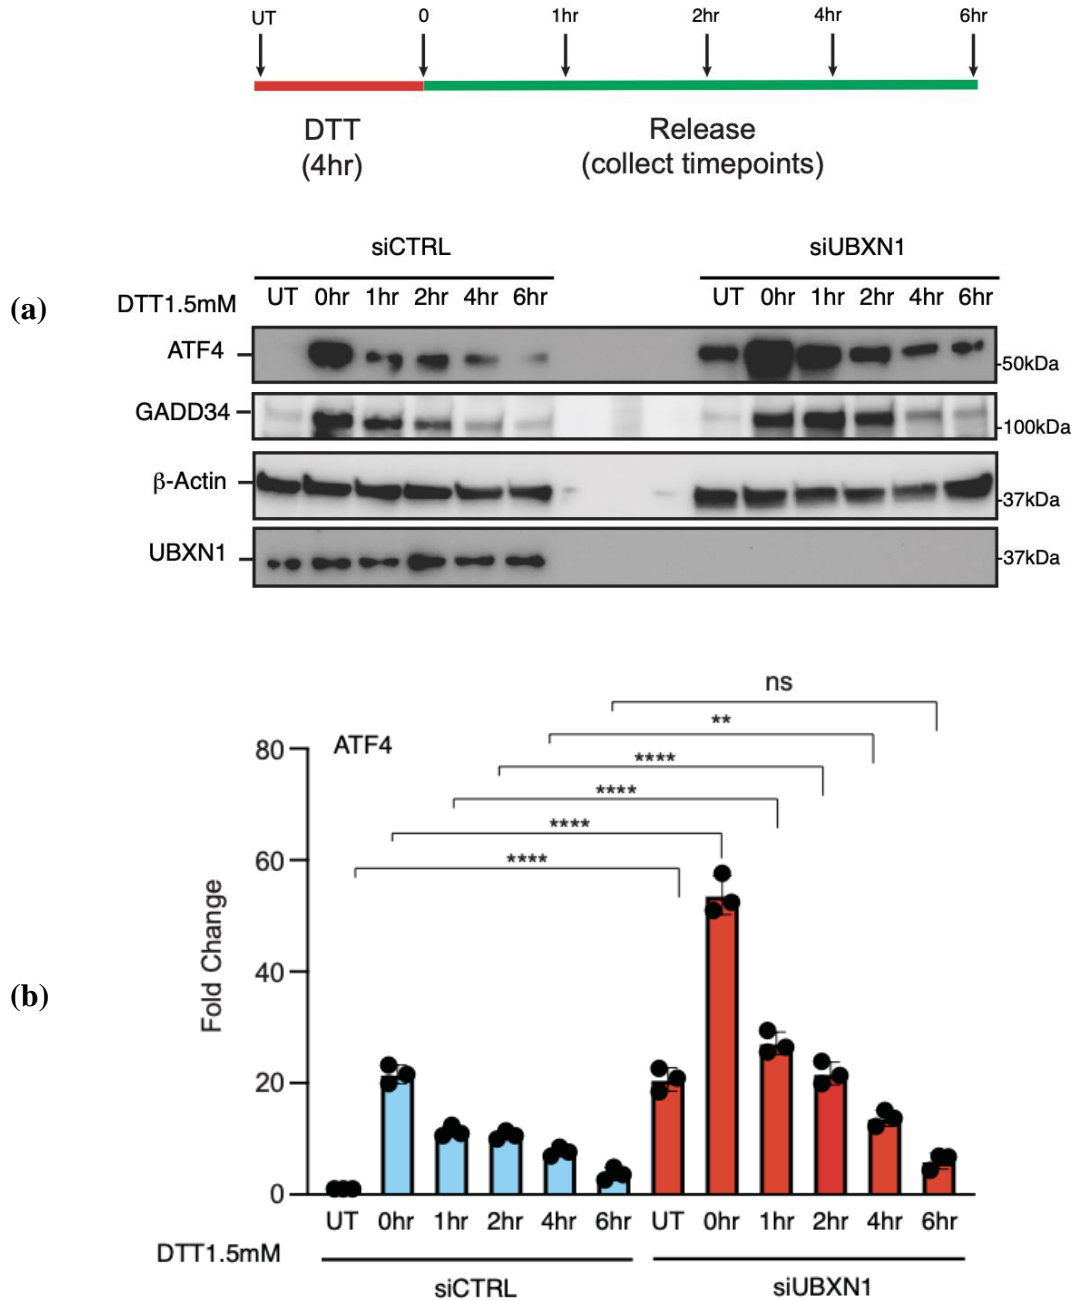 UT 0 1hr 2hr 4hr 6hr
DTT
(4hr)
Release
(collect timepoints)
(a)
siCTRL siUBXN1
DTT1.5mM UT 0hr 1hr 2hr 4hr 6hr UT 0hr 1hr 2hr 4hr 6hr
ATF4 -50kDa
GADD34 -100kDa
β-Actin -37kDa
UBXN1 -37kDa
(b)
ns
**
****
****
****
****
ATF4
Fold Change
80
60
40
20
0
UT 0hr 1hr 2hr 4hr 6hr UT 0hr 1hr 2hr 4hr 6hr
DTT1.5mM
siCTRL siUBXN1